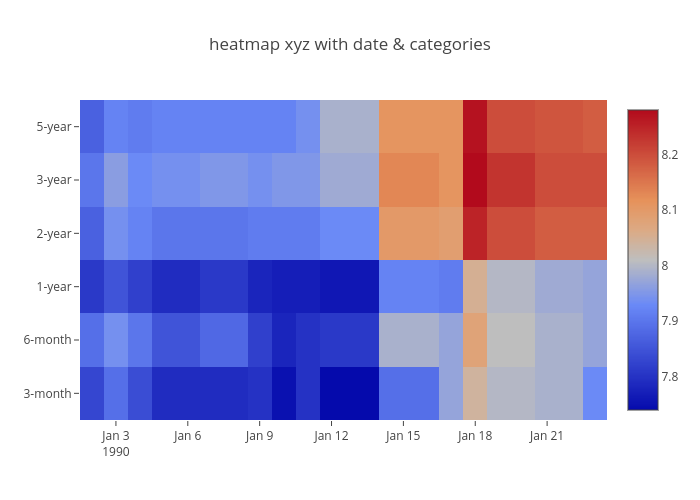 heatmap xyz with date & categories
5-year
3-year
2-year
1-year
6-month
3-month
8.2
8.1
8
7.9
7.8
Jan 3
1990
Jan 6
Jan 9
Jan 12
Jan 15
Jan 18
Jan 21